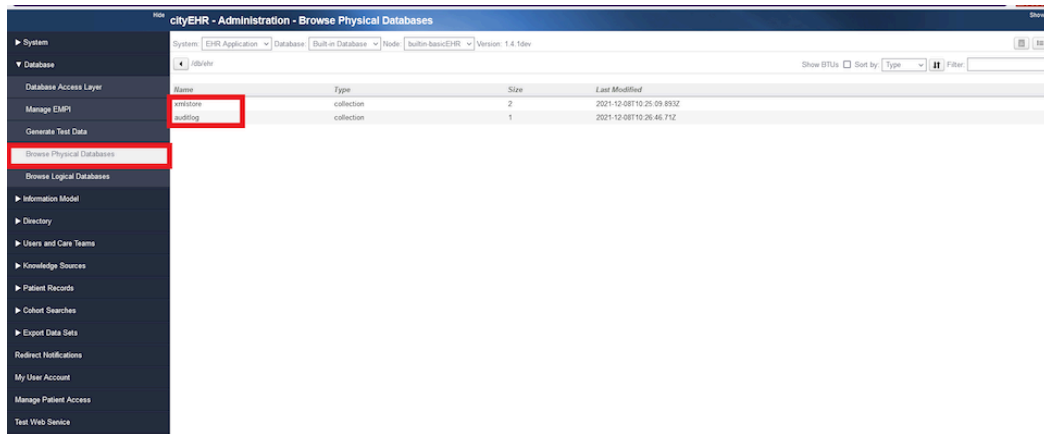 Hide
cityEHR - Administration - Browse Physical Databases
Show
System: EHR Application Database: Built-in Database Node: builtin-basicEHR Version: 1.4.1dev
/db/ehr
Show BTUs Sort by: Type Filter:
Name Type Size Last Modified
xmlstore collection 2 2021-12-08T10:25:09.893Z
auditlog collection 1 2021-12-08T10:26:46.71Z
System
Database
Database Access Layer
Manage EMPI
Generate Test Data
Browse Physical Databases
Browse Logical Databases
Information Model
Directory
Users and Care Teams
Knowledge Sources
Patient Records
Cohort Searches
Export Data Sets
Redirect Notifications
My User Account
Manage Patient Access
Test Web Service